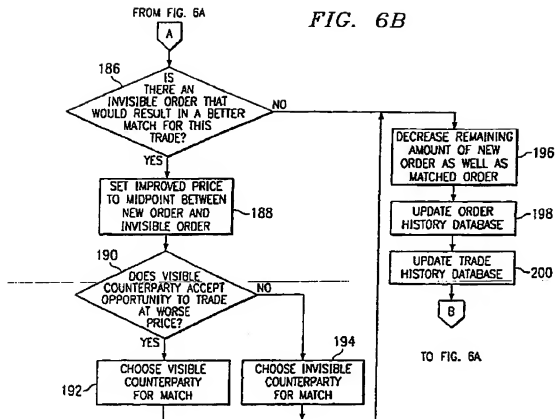 FROM FIG. 6A
FIG. 6B
A
186
IS
THERE AN
INVISIBLE ORDER THAT
WOULD RESULT IN A BETTER
MATCH FOR THIS
TRADE?
NO
YES
SET IMPROVED PRICE
TO MIDPOINT BETWEEN
NEW ORDER AND
INVISIBLE ORDER
188
190
DOES VISIBLE
COUNTERPARTY ACCEPT
OPPORTUNITY TO TRADE
AT WORSE
PRICE?
NO
YES
192
CHOOSE VISIBLE
COUNTERPARTY
FOR MATCH
194
CHOOSE INVISIBLE
COUNTERPARTY
FOR MATCH
DECREASE REMAINING
AMOUNT OF NEW
ORDER AS WELL AS
MATCHED ORDER
196
UPDATE ORDER
HISTORY DATABASE
198
UPDATE TRADE
HISTORY DATABASE
200
B
TO FIG. 6A